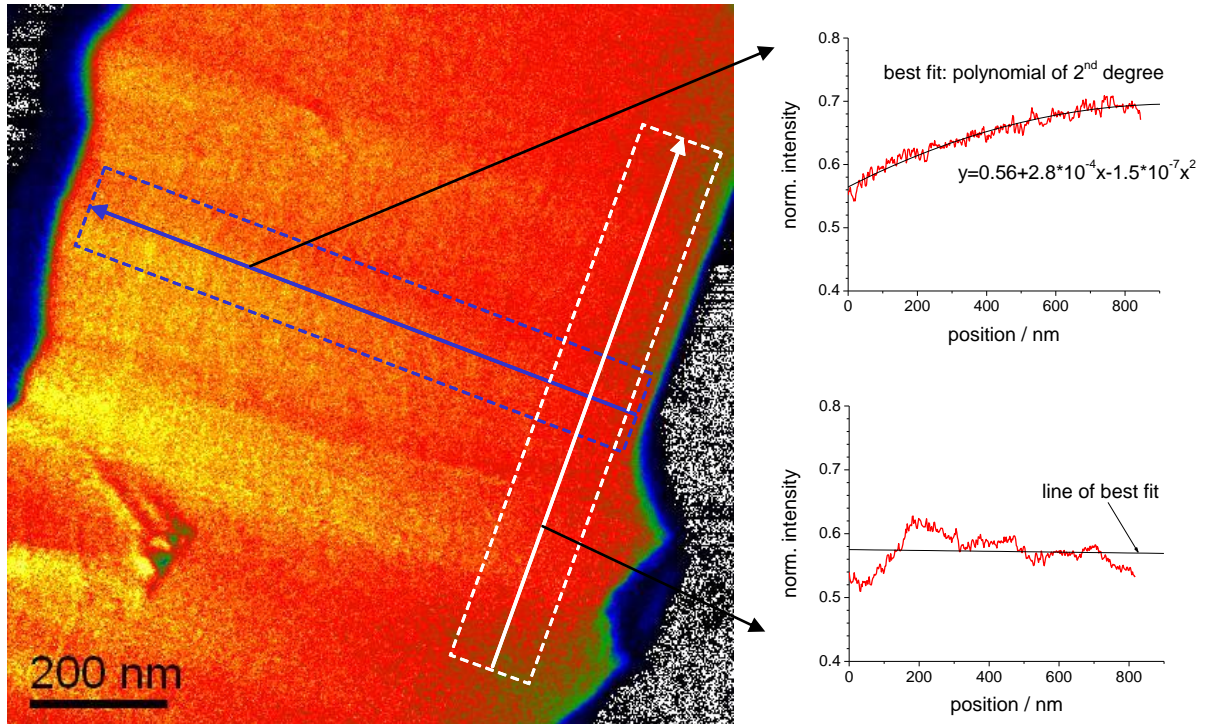 200 nm
0.8
0.7
0.6
0.5
0.4
norm. intensity
best fit: polynomial of 2nd degree
y=0.56+2.8*10-4x-1.5*10-7x2
0 200 400 600 800
position / nm
0.8
0.7
0.6
0.5
0.4
norm. intensity
line of best fit
0 200 400 600 800
position / nm